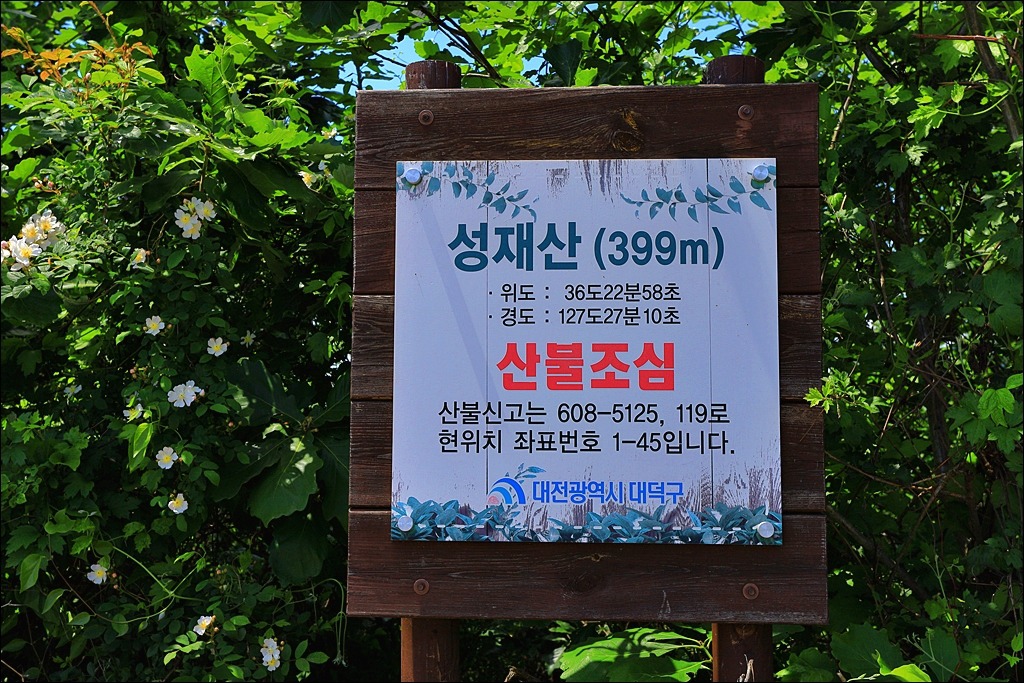 성재산 (399m)
· 위도 : 36도22분58초
· 경도 : 127도27분10초
산불조심
산불신고는 608-5125, 119로
현위치 좌표번호 1-45입니다.
대전광역시 대덕구